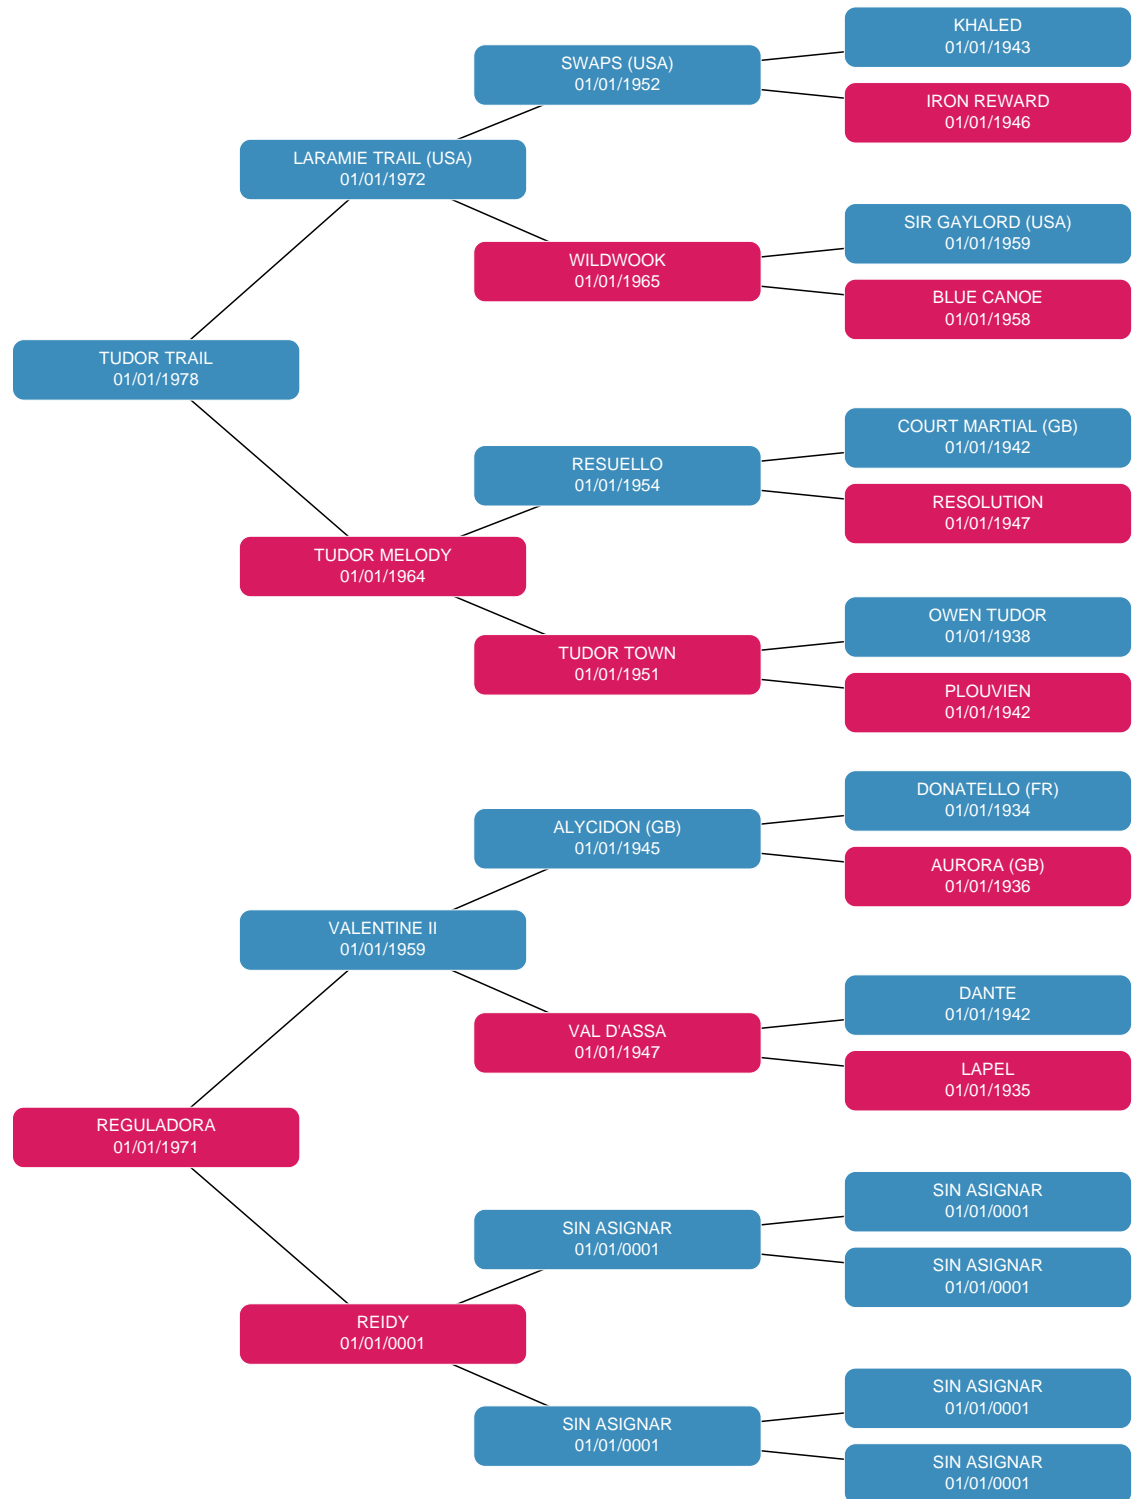 KHALED
01/01/1943
SWAPS (USA)
01/01/1952
IRON REWARD
01/01/1946
LARAMIE TRAIL (USA)
01/01/1972
SIR GAYLORD (USA)
01/01/1959
WILDWOOK
01/01/1965
BLUE CANOE
01/01/1958
TUDOR TRAIL
01/01/1978
COURT MARTIAL (GB)
01/01/1942
RESUELLO
01/01/1954
RESOLUTION
01/01/1947
TUDOR MELODY
01/01/1964
OWEN TUDOR
01/01/1938
TUDOR TOWN
01/01/1951
PLOUVIEN
01/01/1942
DONATELLO (FR)
01/01/1934
ALYCIDON (GB)
01/01/1945
AURORA (GB)
01/01/1936
VALENTINE II
01/01/1959
DANTE
01/01/1942
VAL D'ASSA
01/01/1947
LAPEL
01/01/1935
REGULADORA
01/01/1971
SIN ASIGNAR
01/01/0001
SIN ASIGNAR
01/01/0001
SIN ASIGNAR
01/01/0001
REIDY
01/01/0001
SIN ASIGNAR
01/01/0001
SIN ASIGNAR
01/01/0001
SIN ASIGNAR
01/01/0001